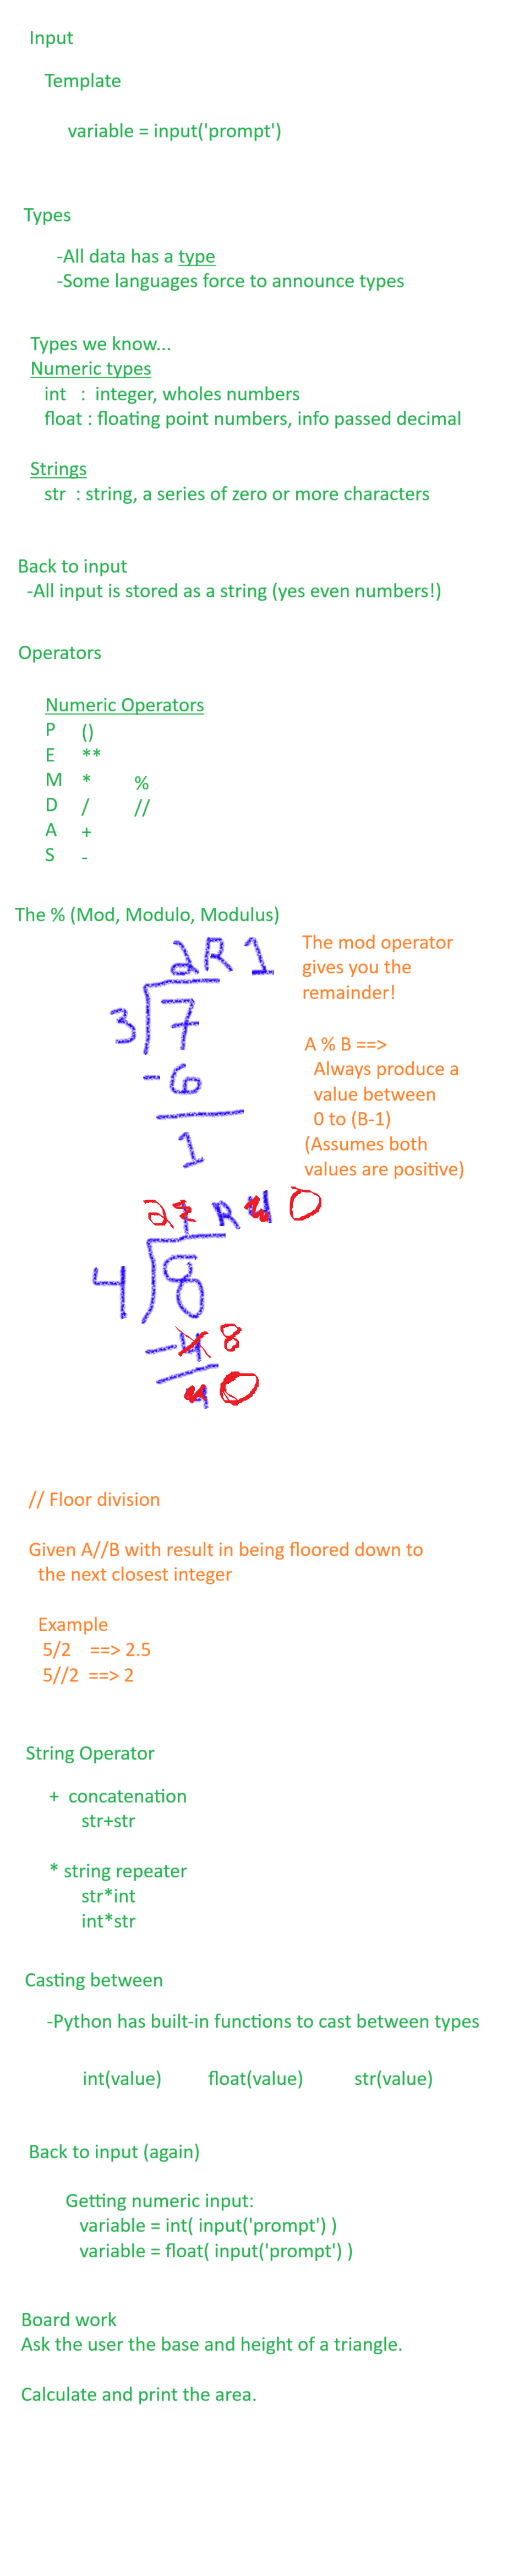 Input
Template
variable = input('prompt')
Types
-All data has a type
-Some languages force to announce types
Types we know...
Numeric types
int : integer, wholes numbers
float : floating point numbers, info passed decimal
Strings
str : string, a series of zero or more characters
Back to input
-All input is stored as a string (yes even numbers!)
Operators
Numeric Operators
P ()
E **
M * %
D / //
A +
S -
The % (Mod, Modulo, Modulus)
2R1
3 7
-6
1
The mod operator
gives you the
remainder!
A % B ==>
Always produce a
value between
0 to (B-1)
(Assumes both
values are positive)
2 R 0
4 8
- 8
0
// Floor division
Given A//B with result in being floored down to
the next closest integer
Example
5/2 ==> 2.5
5//2 ==> 2
String Operator
+ concatenation
str+str
* string repeater
str*int
int*str
Casting between
-Python has built-in functions to cast between types
int(value) float(value) str(value)
Back to input (again)
Getting numeric input:
variable = int( input('prompt') )
variable = float( input('prompt') )
Board work
Ask the user the base and height of a triangle.
Calculate and print the area.